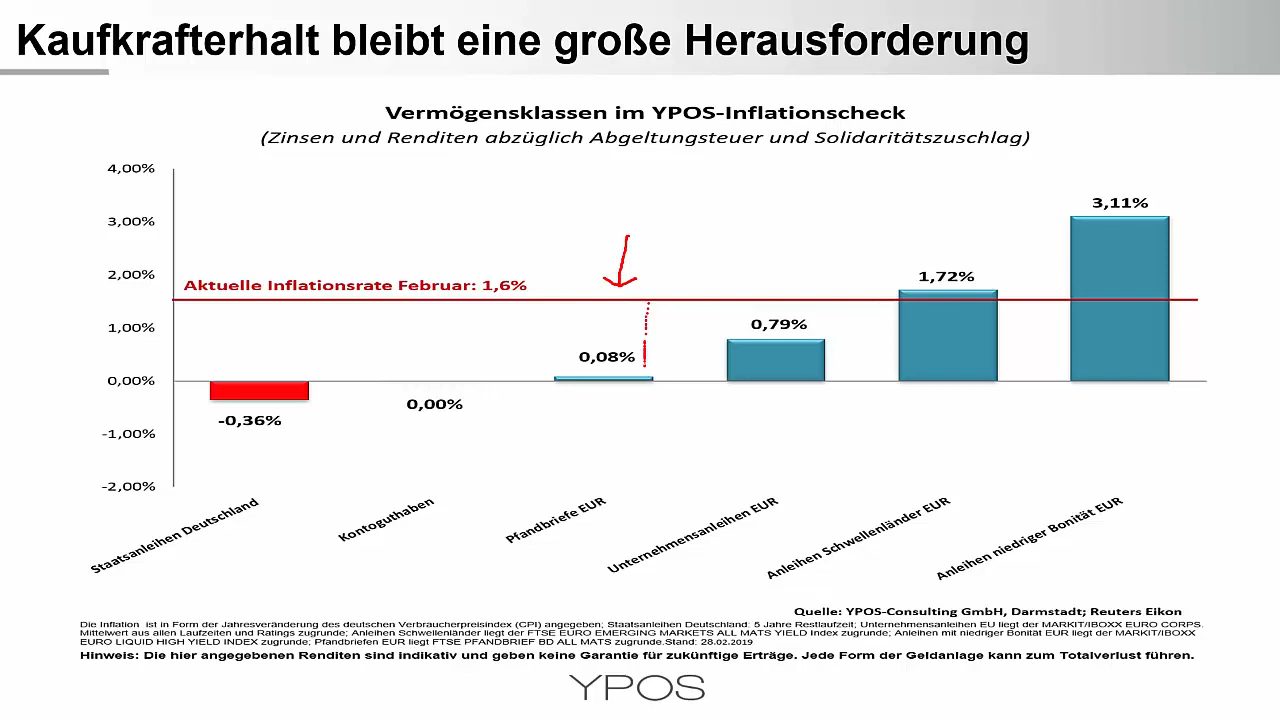 Kaufkrafterhalt bleibt eine große Herausforderung
Vermögensklassen im YPOS-Inflationscheck
(Zinsen und Renditen abzüglich Abgeltungsteuer und Solidaritätszuschlag)
4,00%
3,00%
2,00%
1,00%
0,00%
-1,00%
-2,00%
Aktuelle Inflationsrate Februar: 1,6%
-0,36%
0,00%
0,08%
0,79%
1,72%
3,11%
Staatsanleihen Deutschland
Kontoguthaben
Pfandbriefe EUR
Unternehmensanleihen EUR
Anleihen Schwellenländer EUR
Anleihen niedriger Bonität EUR
Quelle: YPOS-Consulting GmbH, Darmstadt; Reuters Eikon
Die Inflation ist in Form der Jahresveränderung des deutschen Verbraucherpreisindex (CPI) angegeben; Staatsanleihen Deutschland: 5 Jahre Restlaufzeit; Unternehmensanleihen EU liegt der MARKIT/IBOXX EURO CORPS.
Mittelwert aus allen Laufzeiten und Ratings zugrunde; Anleihen Schwellenländer liegt der FTSE EURO EMERGING MARKETS ALL MATS YIELD Index zugrunde; Anleihen mit niedriger Bonität EUR liegt der MARKIT/IBOXX
EURO LIQUID HIGH YIELD INDEX zugrunde; Pfandbriefen EUR liegt FTSE PFANDBRIEF BD ALL MATS zugrunde.Stand: 28.02.2019
Hinweis: Die hier angegebenen Renditen sind indikativ und geben keine Garantie für zukünftige Erträge. Jede Form der Geldanlage kann zum Totalverlust führen.
YPOS